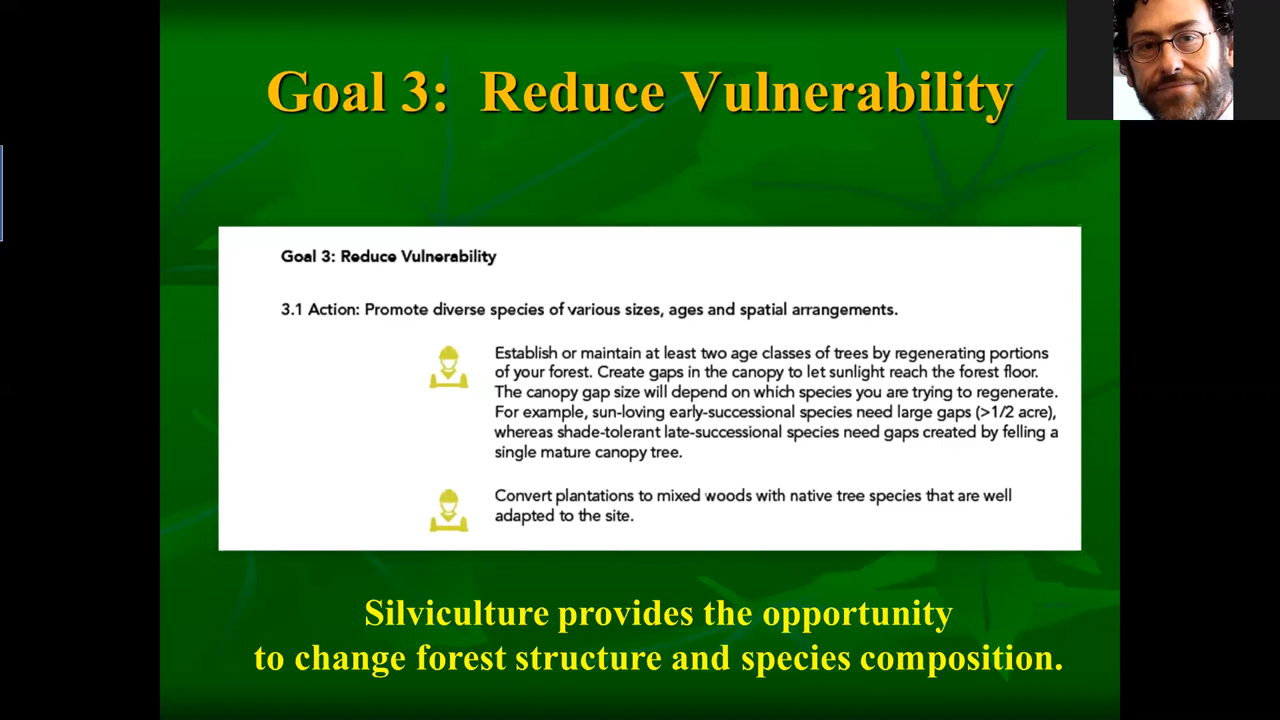 Goal 3: Reduce Vulnerability
Goal 3: Reduce Vulnerability
3.1 Action: Promote diverse species of various sizes, ages and spatial arrangements.
Establish or maintain at least two age classes of trees by regenerating portions
of your forest. Create gaps in the canopy to let sunlight reach the forest floor.
The canopy gap size will depend on which species you are trying to regenerate.
For example, sun-loving early-successional species need large gaps (>1/2 acre),
whereas shade-tolerant late-successional species need gaps created by felling a
single mature canopy tree.
Convert plantations to mixed woods with native tree species that are well
adapted to the site.
Silviculture provides the opportunity
to change forest structure and species composition.